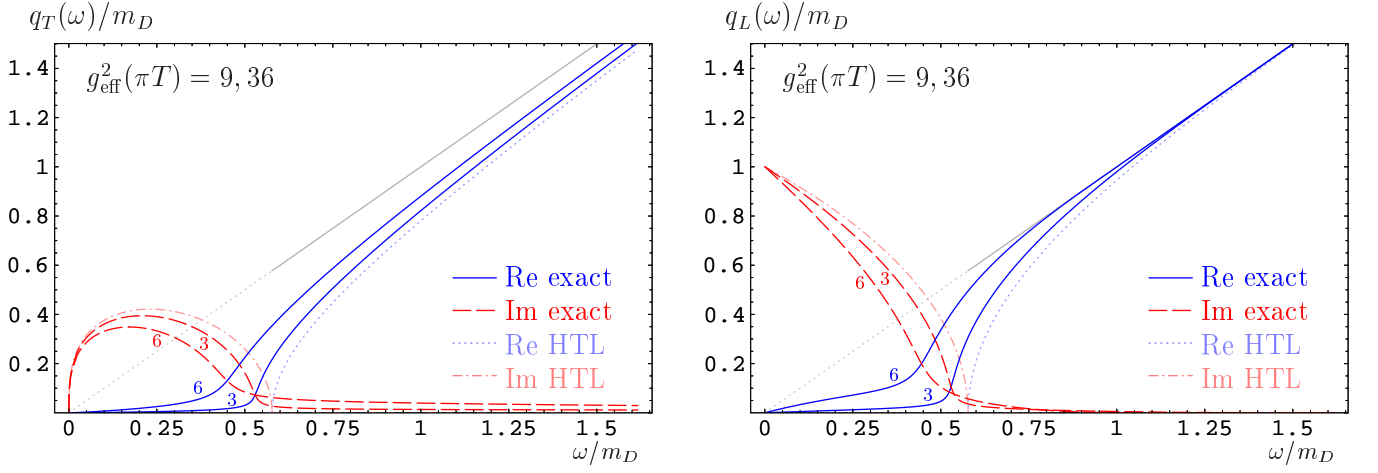 q_T(ω)/m_D
g²_eff(πT) = 9, 36
1.4
1.2
1
0.8
0.6
0.4
0.2
6
3
6
3
Re exact
Im exact
Re HTL
Im HTL
0 0.25 0.5 0.75 1 1.25 1.5
ω/m_D
q_L(ω)/m_D
g²_eff(πT) = 9, 36
1.4
1.2
1
0.8
0.6
0.4
0.2
6
3
6
3
Re exact
Im exact
Re HTL
Im HTL
0 0.25 0.5 0.75 1 1.25 1.5
ω/m_D